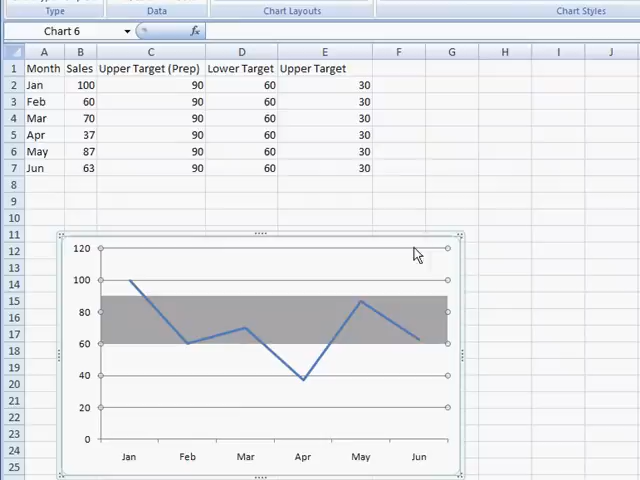 Type Data Chart Layouts Chart Styles
Chart 6 fx
A B C D E F G H I J
1 Month Sales Upper Target (Prep) Lower Target Upper Target
2 Jan 100 90 60 30
3 Feb 60 90 60 30
4 Mar 70 90 60 30
5 Apr 37 90 60 30
6 May 87 90 60 30
7 Jun 63 90 60 30
8
9
10
11
12
13
14
15
16
17
18
19
20
21
22
23
24
25
120
100
80
60
40
20
0
Jan Feb Mar Apr May Jun